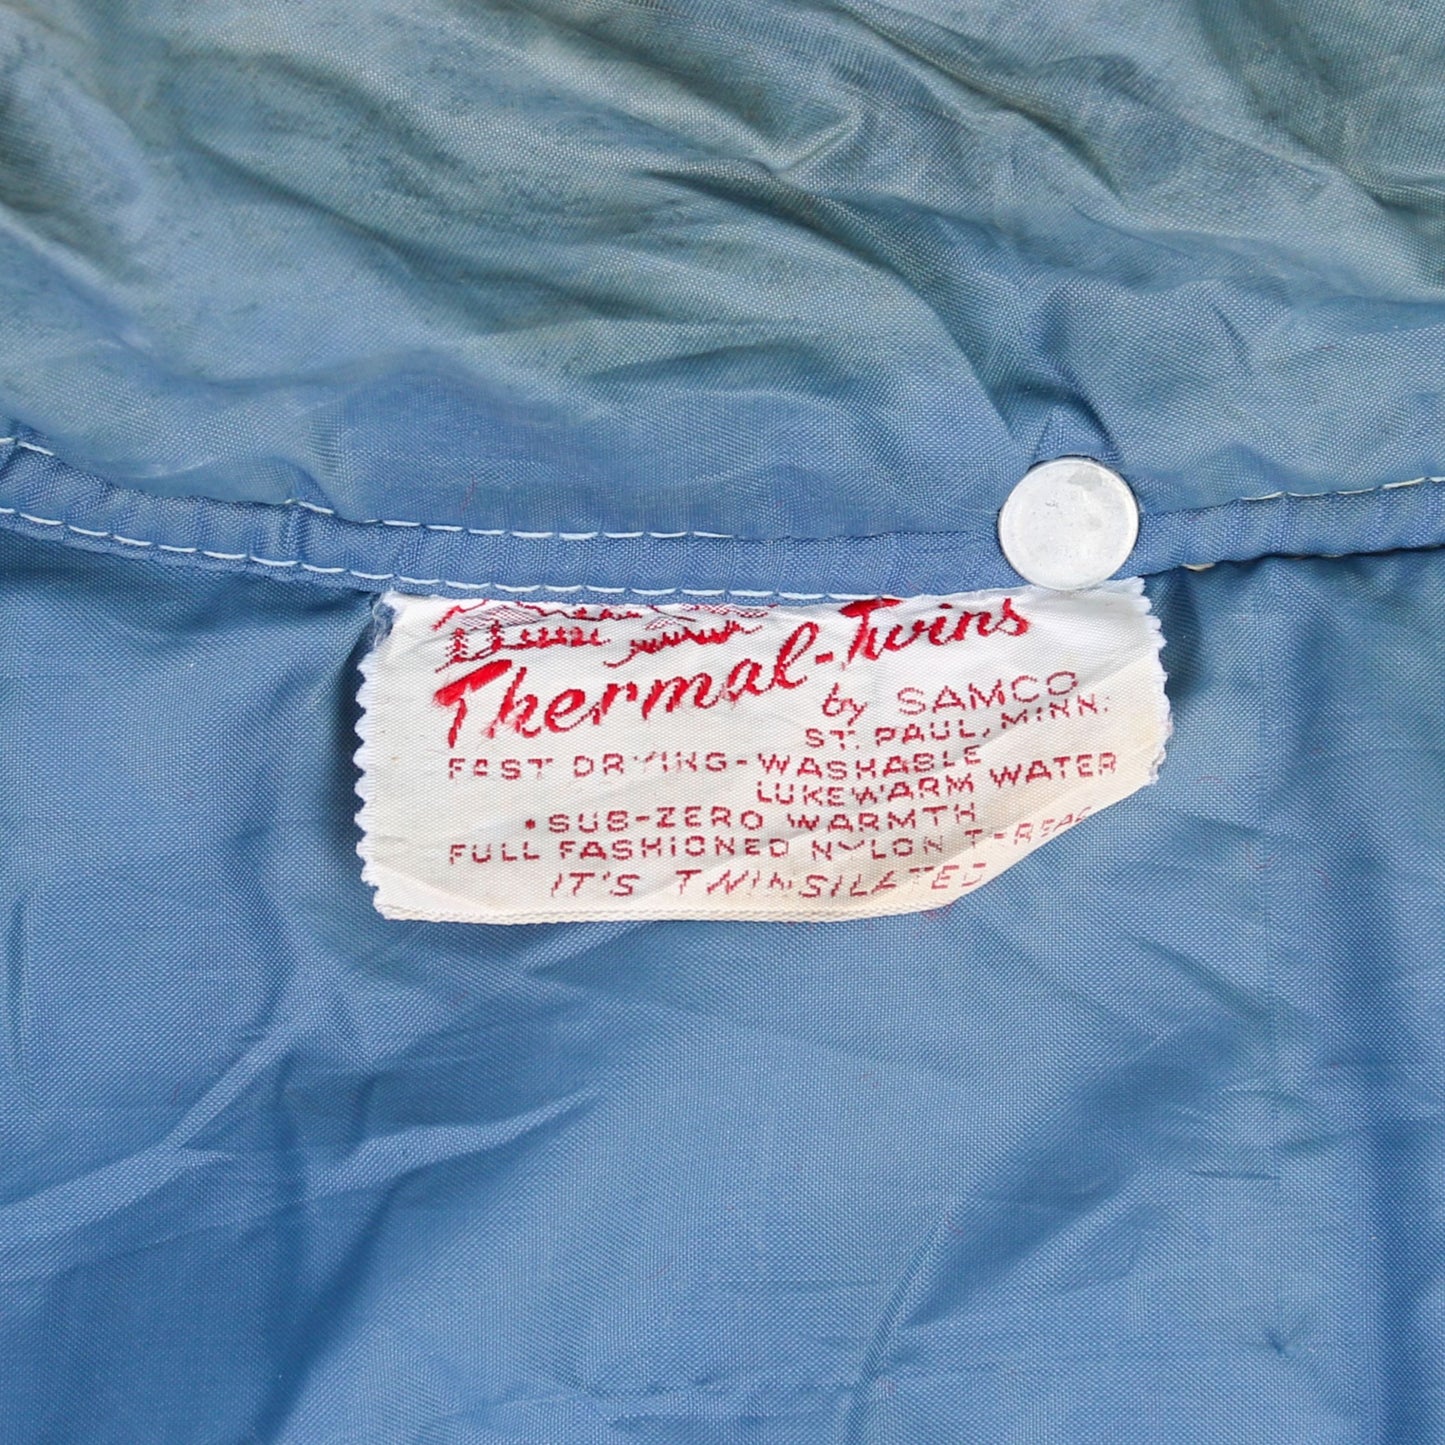 Thermal-Twins
by SAMCO
ST. PAUL, MINN.
FAST DRYING-WASHABLE
LUKEWARM WATER
•SUB-ZERO WARMTH
FULL FASHIONED NYLON THREAD
IT'S TWINSILATED